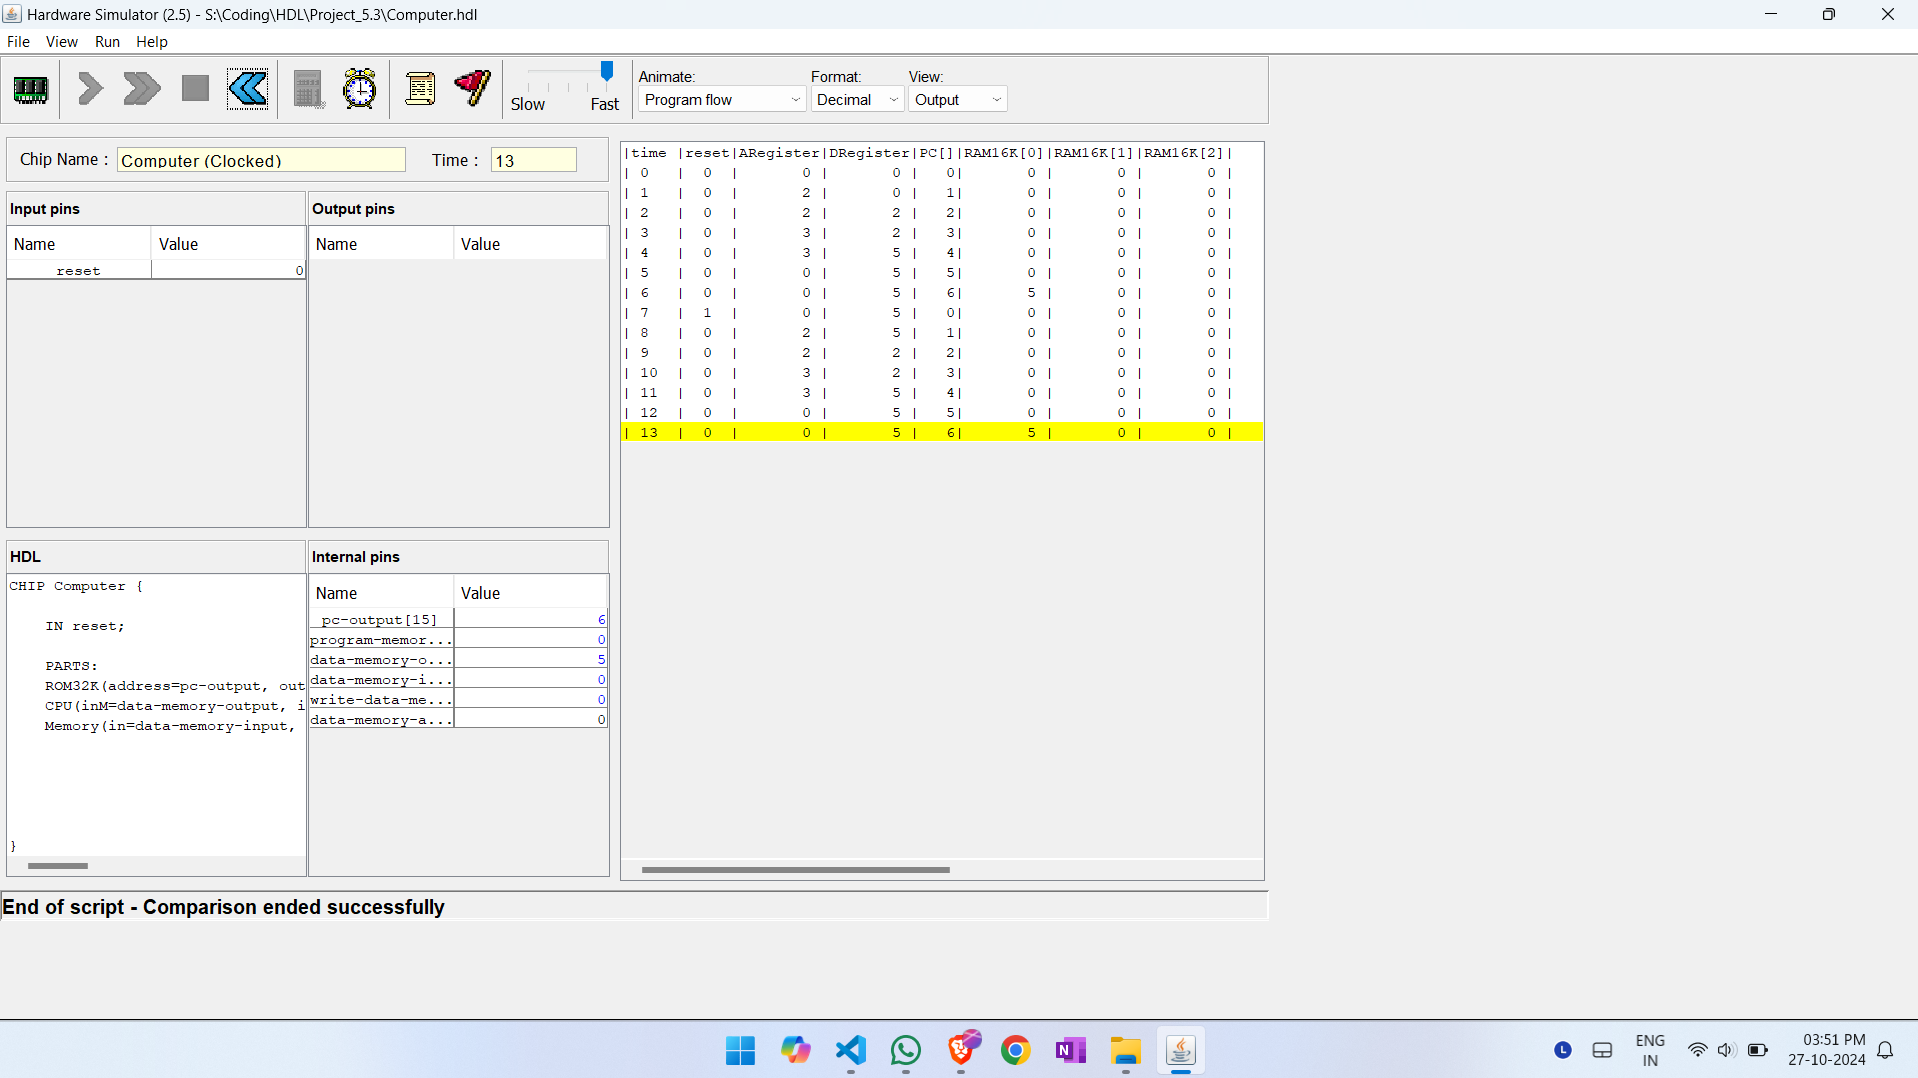 Hardware Simulator (2.5) - S:\Coding\HDL\Project_5.3\Computer.hdl
File View Run Help
Slow Fast
Animate: Format: View:
Program flow Decimal Output
Chip Name : Computer (Clocked) Time : 13
Input pins
Name Value
reset 0
Output pins
Name Value
HDL
CHIP Computer {
IN reset;
PARTS:
ROM32K(address=pc-output, out
CPU(inM=data-memory-output, i
Memory(in=data-memory-input,
}
Internal pins
Name Value
pc-output[15] 6
program-memor... 0
data-memory-o... 5
data-memory-i... 0
write-data-me... 0
data-memory-a... 0
|time |reset|ARegister|DRegister|PC[]|RAM16K[0]|RAM16K[1]|RAM16K[2]|
| 0 | 0 | 0 | 0 | 0| 0 | 0 | 0 |
| 1 | 0 | 2 | 0 | 1| 0 | 0 | 0 |
| 2 | 0 | 2 | 2 | 2| 0 | 0 | 0 |
| 3 | 0 | 3 | 2 | 3| 0 | 0 | 0 |
| 4 | 0 | 3 | 5 | 4| 0 | 0 | 0 |
| 5 | 0 | 0 | 5 | 5| 0 | 0 | 0 |
| 6 | 0 | 0 | 5 | 6| 5 | 0 | 0 |
| 7 | 1 | 0 | 5 | 0| 0 | 0 | 0 |
| 8 | 0 | 2 | 5 | 1| 0 | 0 | 0 |
| 9 | 0 | 2 | 2 | 2| 0 | 0 | 0 |
| 10 | 0 | 3 | 2 | 3| 0 | 0 | 0 |
| 11 | 0 | 3 | 5 | 4| 0 | 0 | 0 |
| 12 | 0 | 0 | 5 | 5| 0 | 0 | 0 |
| 13 | 0 | 0 | 5 | 6| 5 | 0 | 0 |
End of script - Comparison ended successfully
N
L
ENG
IN
03:51 PM
27-10-2024